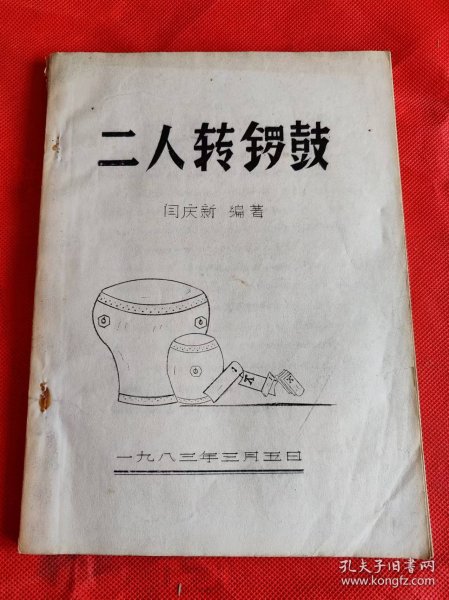 二人转锣鼓
闫庆新 编著
一九八三年三月五日
孔夫子旧书网
www.kongfz.com